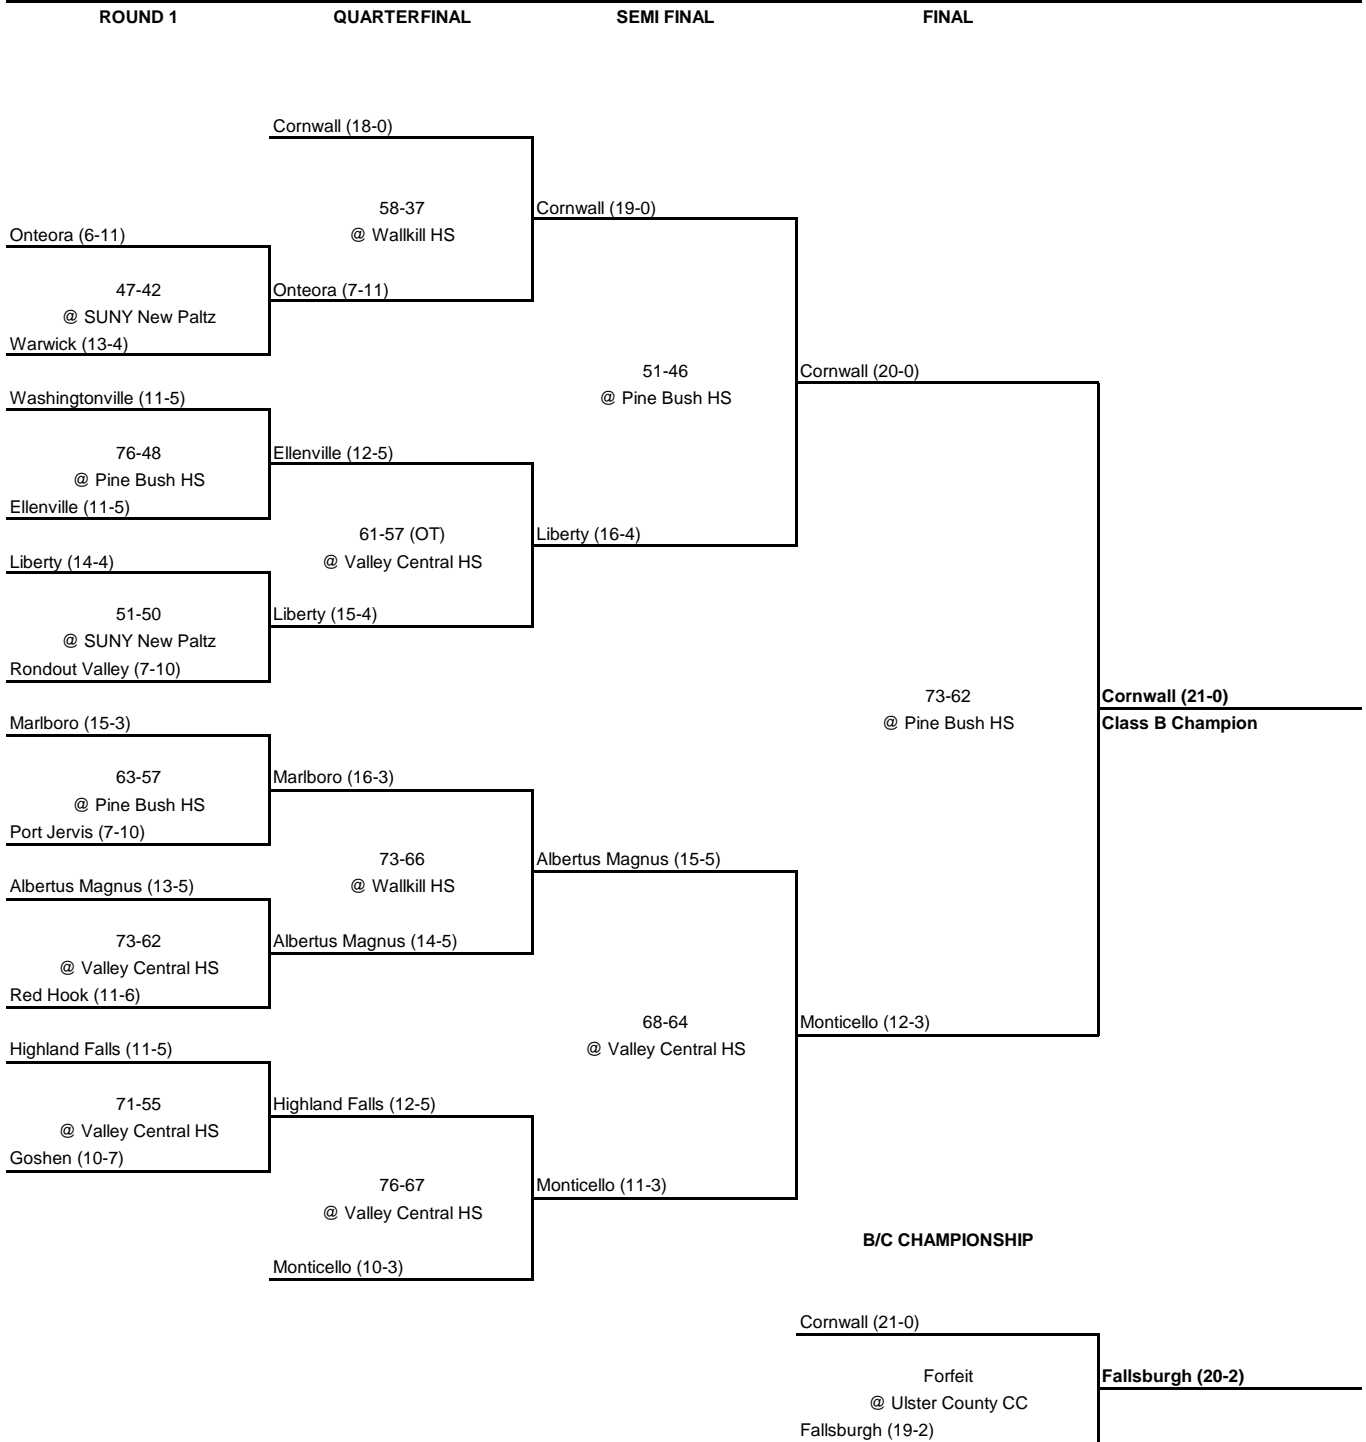 ROUND 1 QUARTERFINAL SEMI FINAL FINAL
Cornwall (18-0)
58-37 Cornwall (19-0)
Onteora (6-11) @ Wallkill HS
47-42 Onteora (7-11)
@ SUNY New Paltz
Warwick (13-4)
51-46 Cornwall (20-0)
Washingtonville (11-5) @ Pine Bush HS
76-48 Ellenville (12-5)
@ Pine Bush HS
Ellenville (11-5)
61-57 (OT) Liberty (16-4)
Liberty (14-4) @ Valley Central HS
51-50 Liberty (15-4)
@ SUNY New Paltz
Rondout Valley (7-10)
73-62 Cornwall (21-0)
Marlboro (15-3) @ Pine Bush HS Class B Champion
63-57 Marlboro (16-3)
@ Pine Bush HS
Port Jervis (7-10)
73-66 Albertus Magnus (15-5)
Albertus Magnus (13-5) @ Wallkill HS
73-62 Albertus Magnus (14-5)
@ Valley Central HS
Red Hook (11-6)
68-64 Monticello (12-3)
Highland Falls (11-5) @ Valley Central HS
71-55 Highland Falls (12-5)
@ Valley Central HS
Goshen (10-7)
76-67 Monticello (11-3)
@ Valley Central HS
B/C CHAMPIONSHIP
Monticello (10-3)
Cornwall (21-0)
Forfeit Fallsburgh (20-2)
@ Ulster County CC
Fallsburgh (19-2)